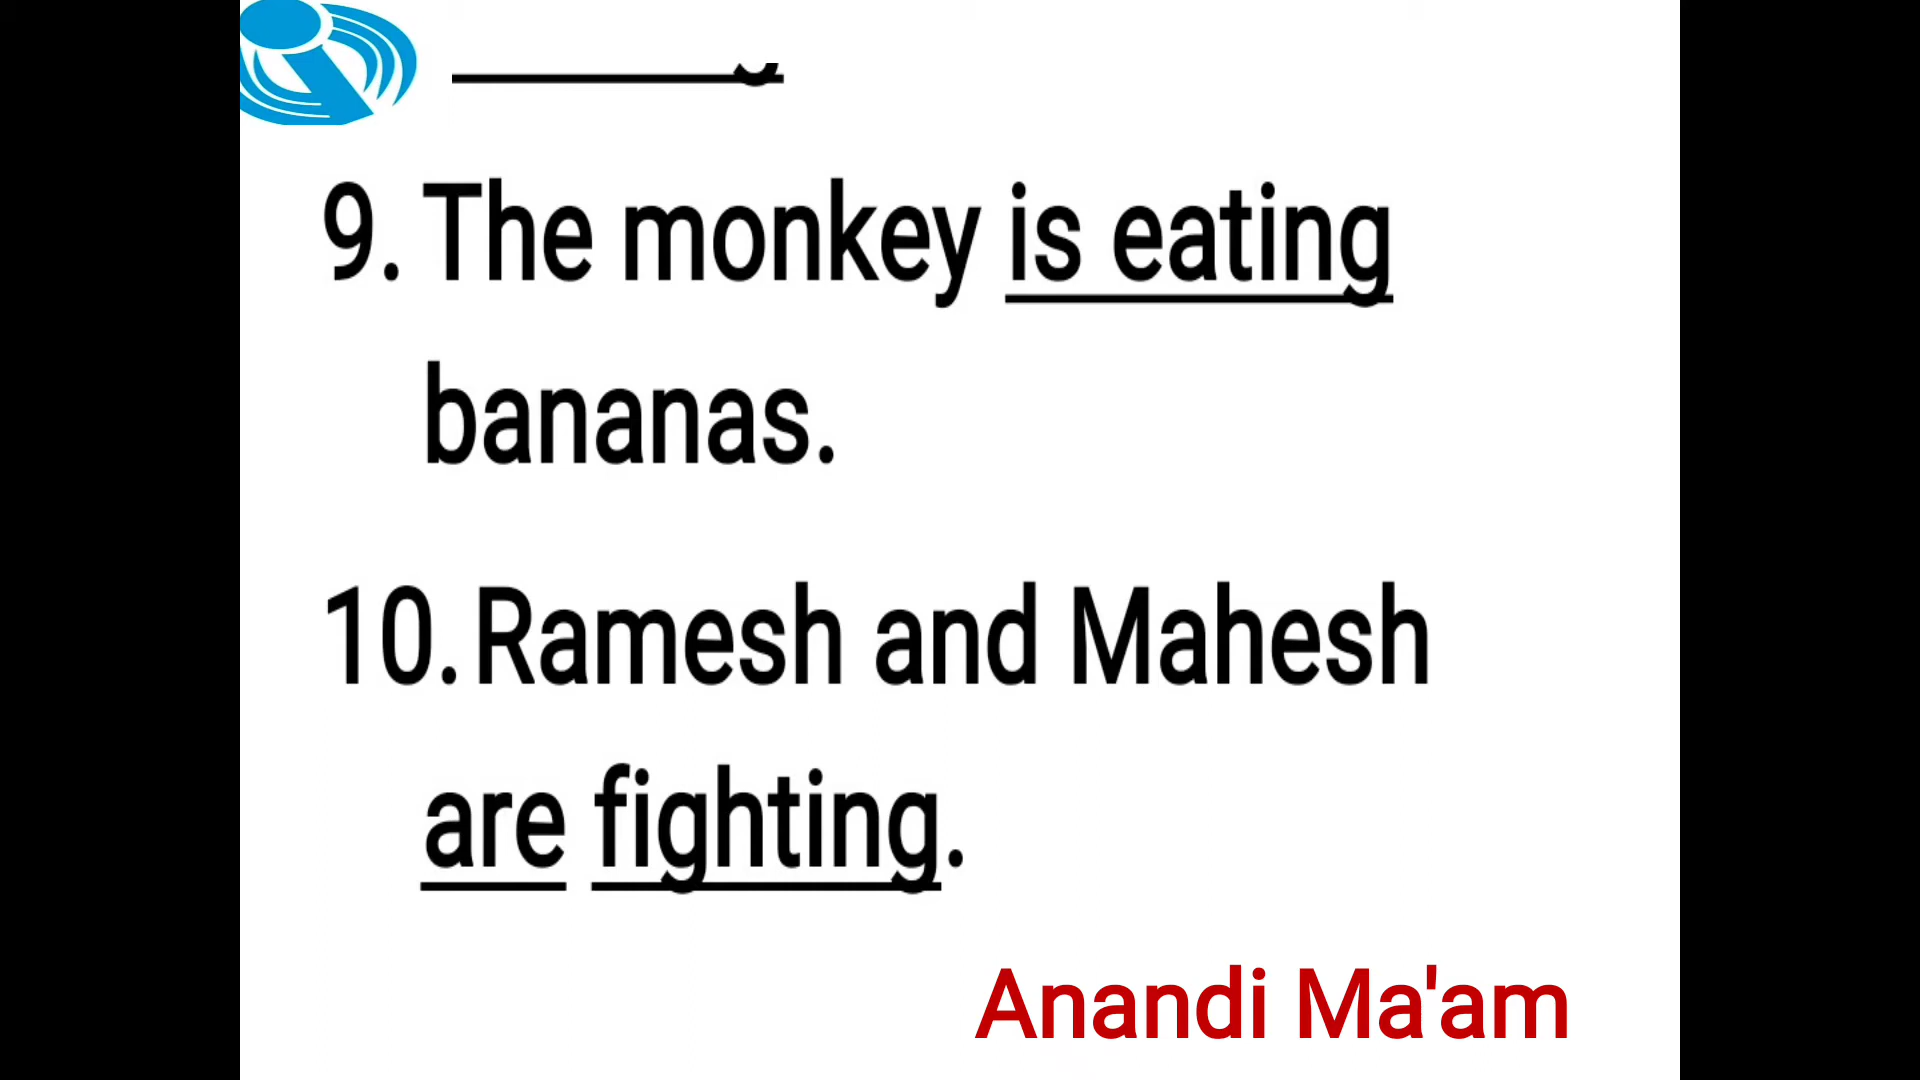 9. The monkey is eating
bananas.
10. Ramesh and Mahesh
are fighting.
Anandi Ma'am